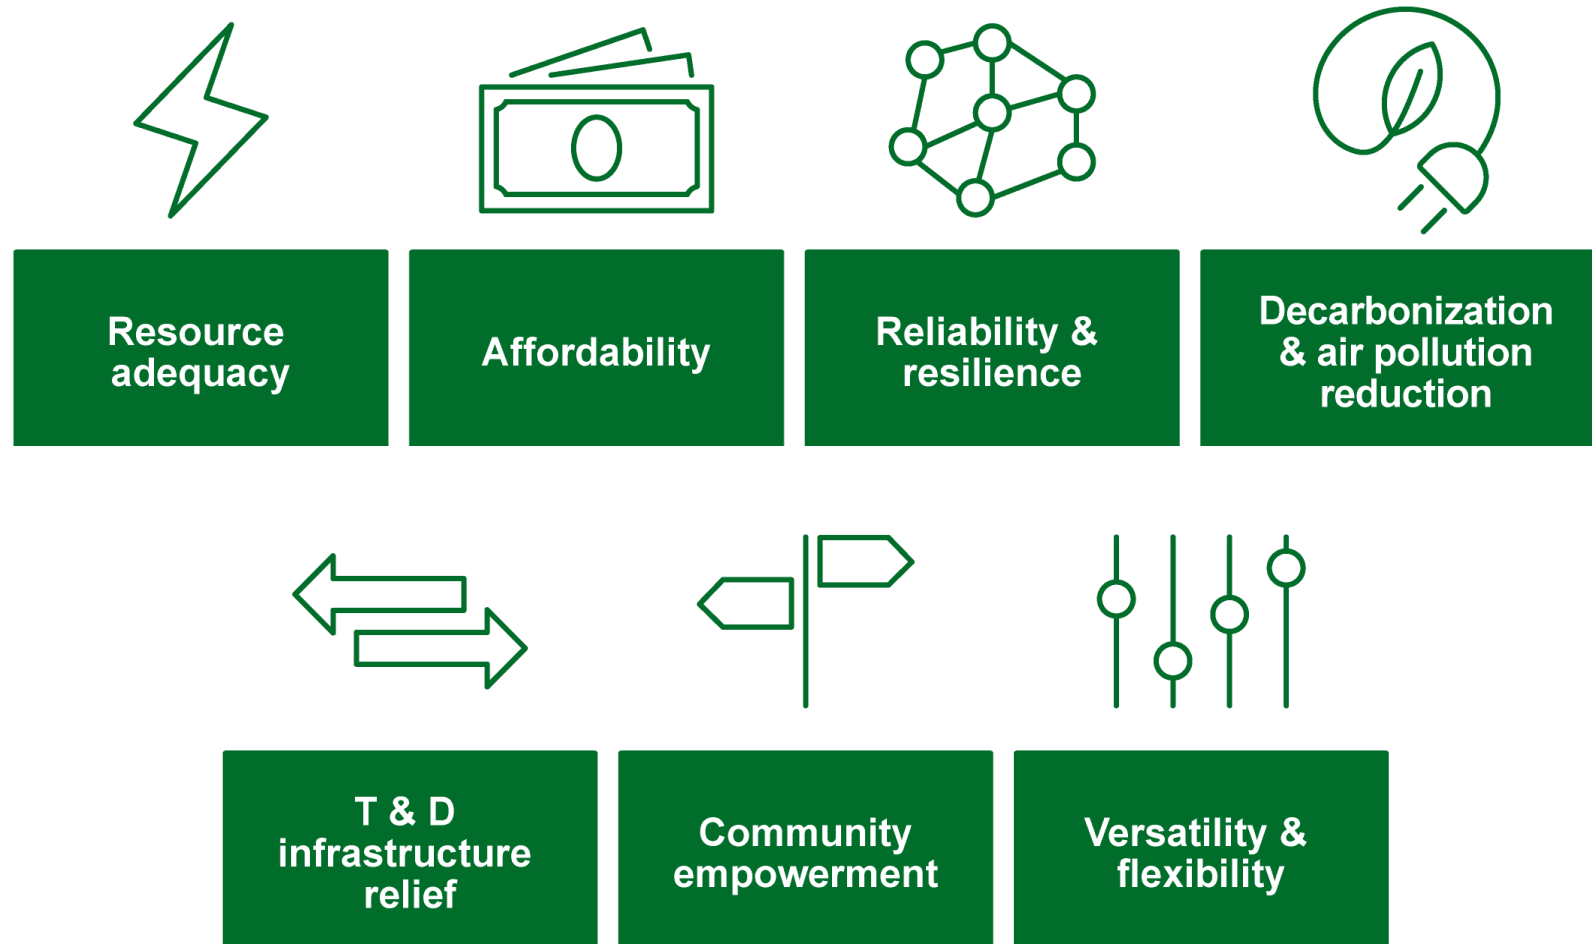 Resource
adequacy
Affordability
Reliability &
resilience
Decarbonization
& air pollution
reduction
T & D
infrastructure
relief
Community
empowerment
Versatility &
flexibility